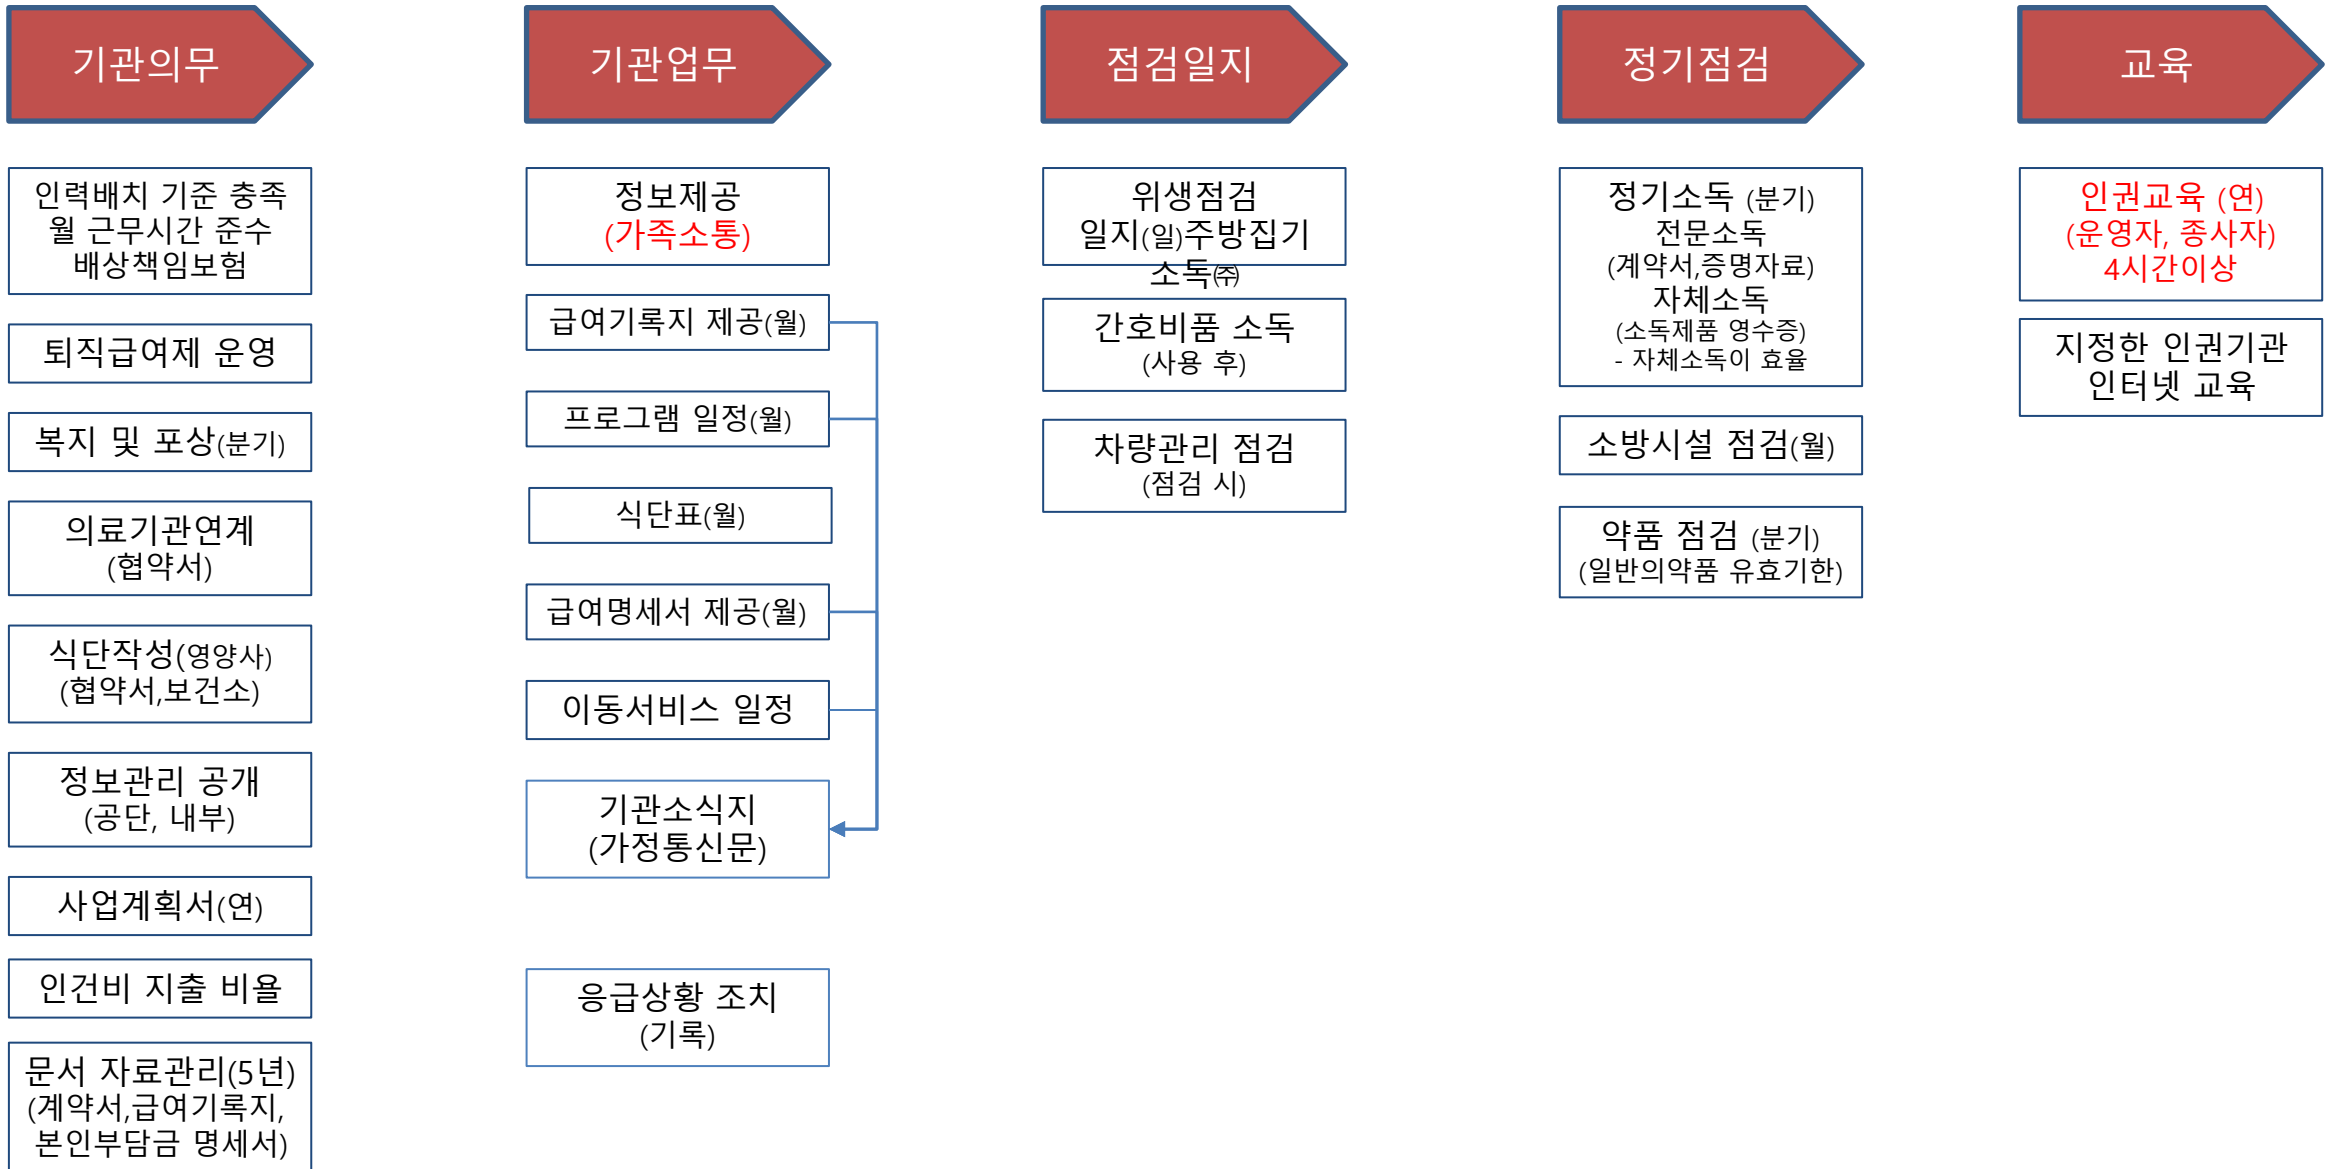 기관의무
인력배치 기준 충족
월 근무시간 준수
배상책임보험
퇴직급여제 운영
복지 및 포상(분기)
의료기관연계
(협약서)
식단작성(영양사)
(협약서,보건소)
정보관리 공개
(공단, 내부)
사업계획서(연)
인건비 지출 비율
문서 자료관리(5년)
(계약서,급여기록지,
본인부담금 명세서)
기관업무
정보제공
(가족소통)
급여기록지 제공(월)
프로그램 일정(월)
식단표(월)
급여명세서 제공(월)
이동서비스 일정
기관소식지
(가정통신문)
응급상황 조치
(기록)
점검일지
위생점검
일지(일)주방집기
소독㈜
간호비품 소독
(사용 후)
차량관리 점검
(점검 시)
정기점검
정기소독 (분기)
전문소독
(계약서,증명자료)
자체소독
(소독제품 영수증)
- 자체소독이 효율
소방시설 점검(월)
약품 점검 (분기)
(일반의약품 유효기한)
교육
인권교육 (연)
(운영자, 종사자)
4시간이상
지정한 인권기관
인터넷 교육